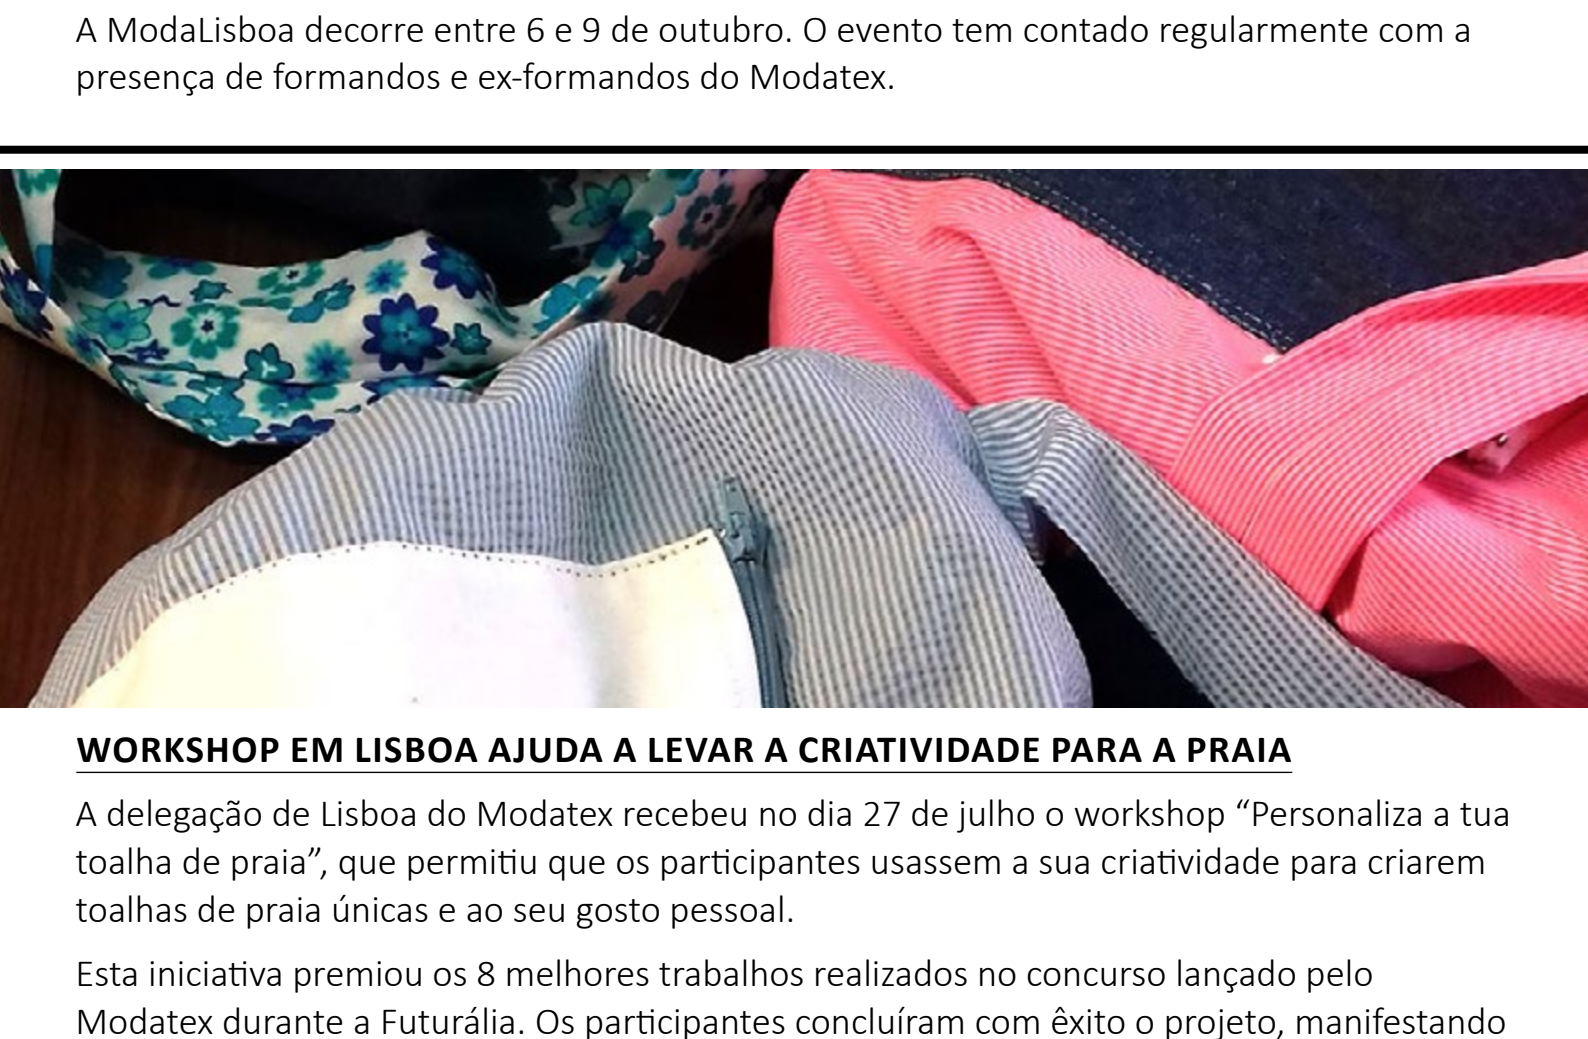 A ModaLisboa decorre entre 6 e 9 de outubro. O evento tem contado regularmente com a
presença de formandos e ex-formandos do Modatex.
WORKSHOP EM LISBOA AJUDA A LEVAR A CRIATIVIDADE PARA A PRAIA
A delegação de Lisboa do Modatex recebeu no dia 27 de julho o workshop “Personaliza a tua
toalha de praia”, que permitiu que os participantes usassem a sua criatividade para criarem
toalhas de praia únicas e ao seu gosto pessoal.
Esta iniciativa premiou os 8 melhores trabalhos realizados no concurso lançado pelo
Modatex durante a Futurália. Os participantes concluíram com êxito o projeto, manifestando